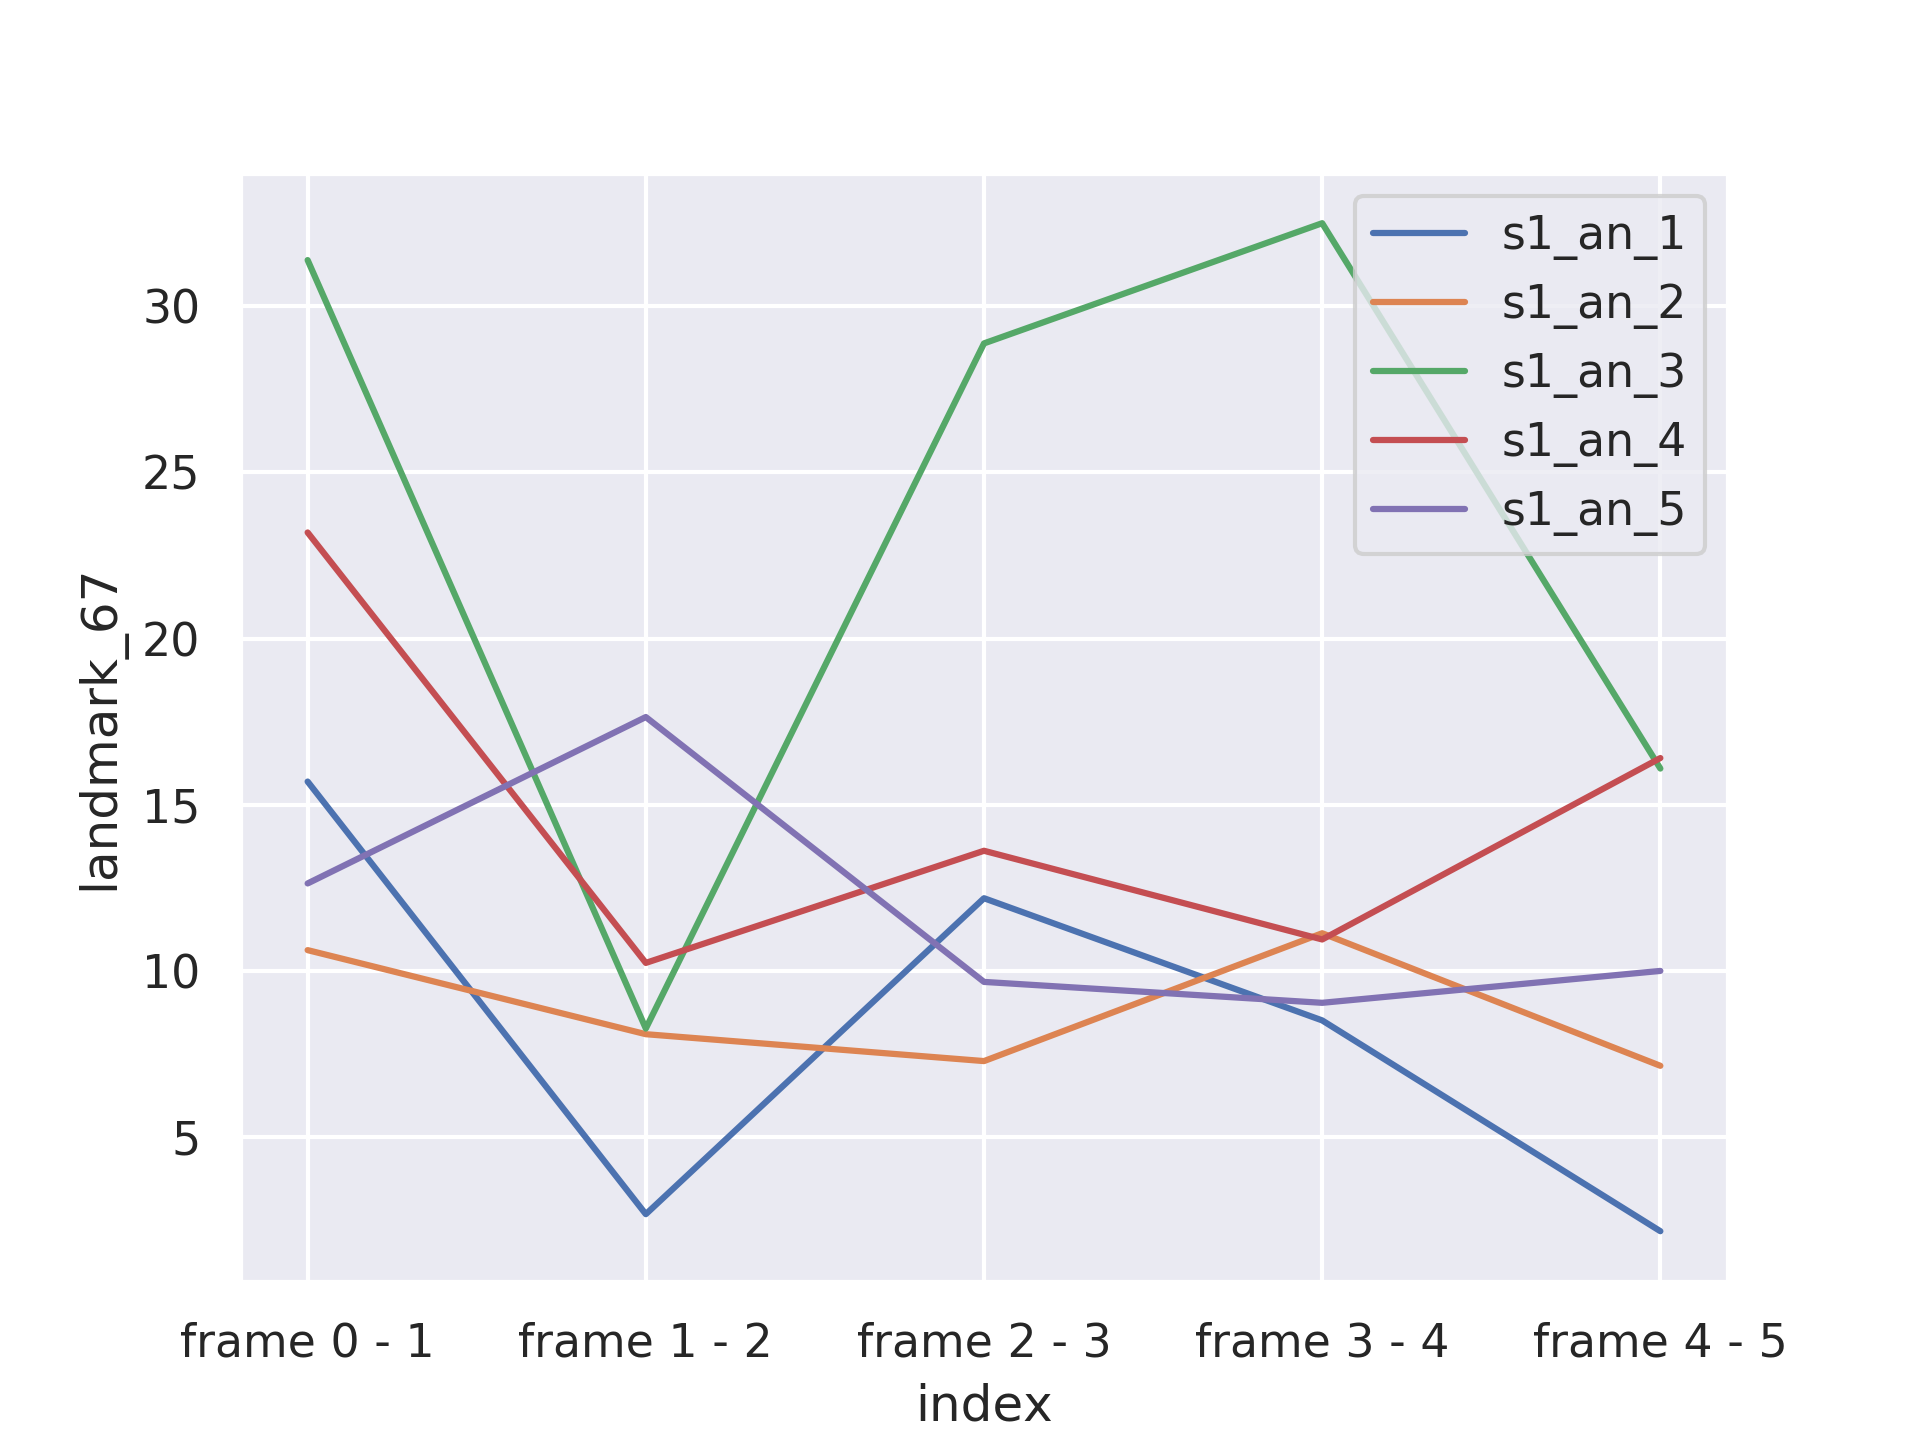 s1_an_1
s1_an_2
s1_an_3
s1_an_4
s1_an_5
30
25
20
15
10
5
landmark_67
frame 0 - 1
frame 1 - 2
frame 2 - 3
frame 3 - 4
frame 4 - 5
index